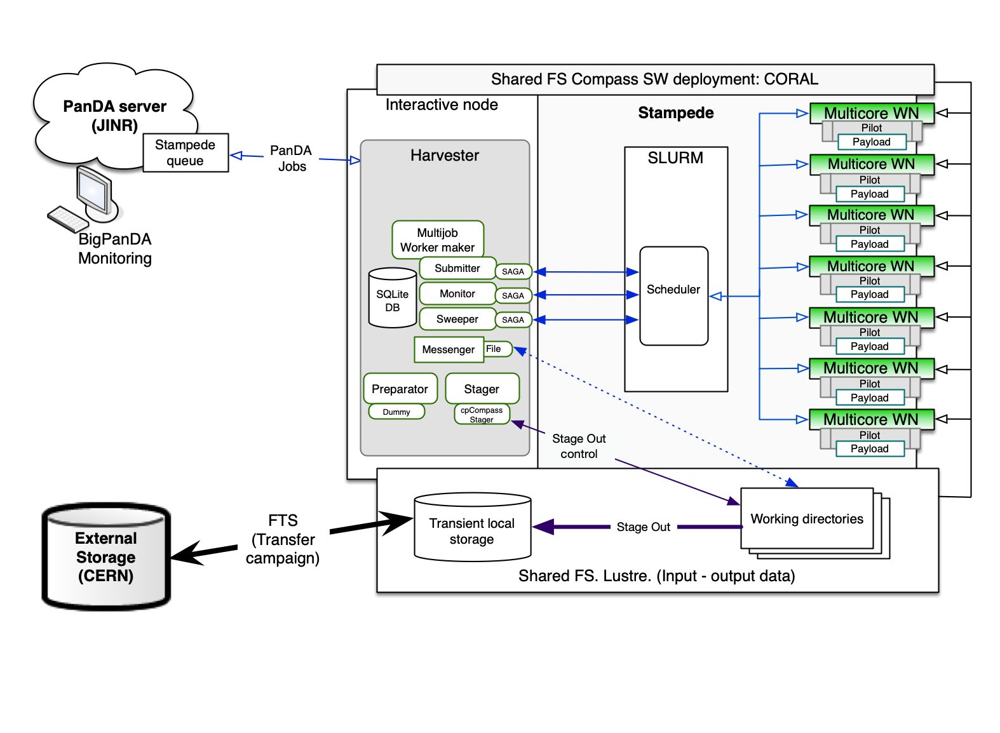 Shared FS Compass SW deployment: CORAL
PanDA server
(JINR)
Stampede
queue
BigPanDA
Monitoring
PanDA
Jobs
Interactive node
Harvester
Multijob
Worker maker
Submitter
SAGA
SQLite
DB
Monitor
SAGA
Sweeper
SAGA
Messenger
File
Preparator
Dummy
Stager
cpCompass
Stager
Stampede
SLURM
Scheduler
Multicore WN
Pilot
Payload
Multicore WN
Pilot
Payload
Multicore WN
Pilot
Payload
Multicore WN
Pilot
Payload
Multicore WN
Pilot
Payload
Multicore WN
Pilot
Payload
Multicore WN
Pilot
Payload
Stage Out
control
External
Storage
(CERN)
FTS
(Transfer
campaign)
Transient local
storage
Stage Out
Working directories
Shared FS. Lustre. (Input - output data)